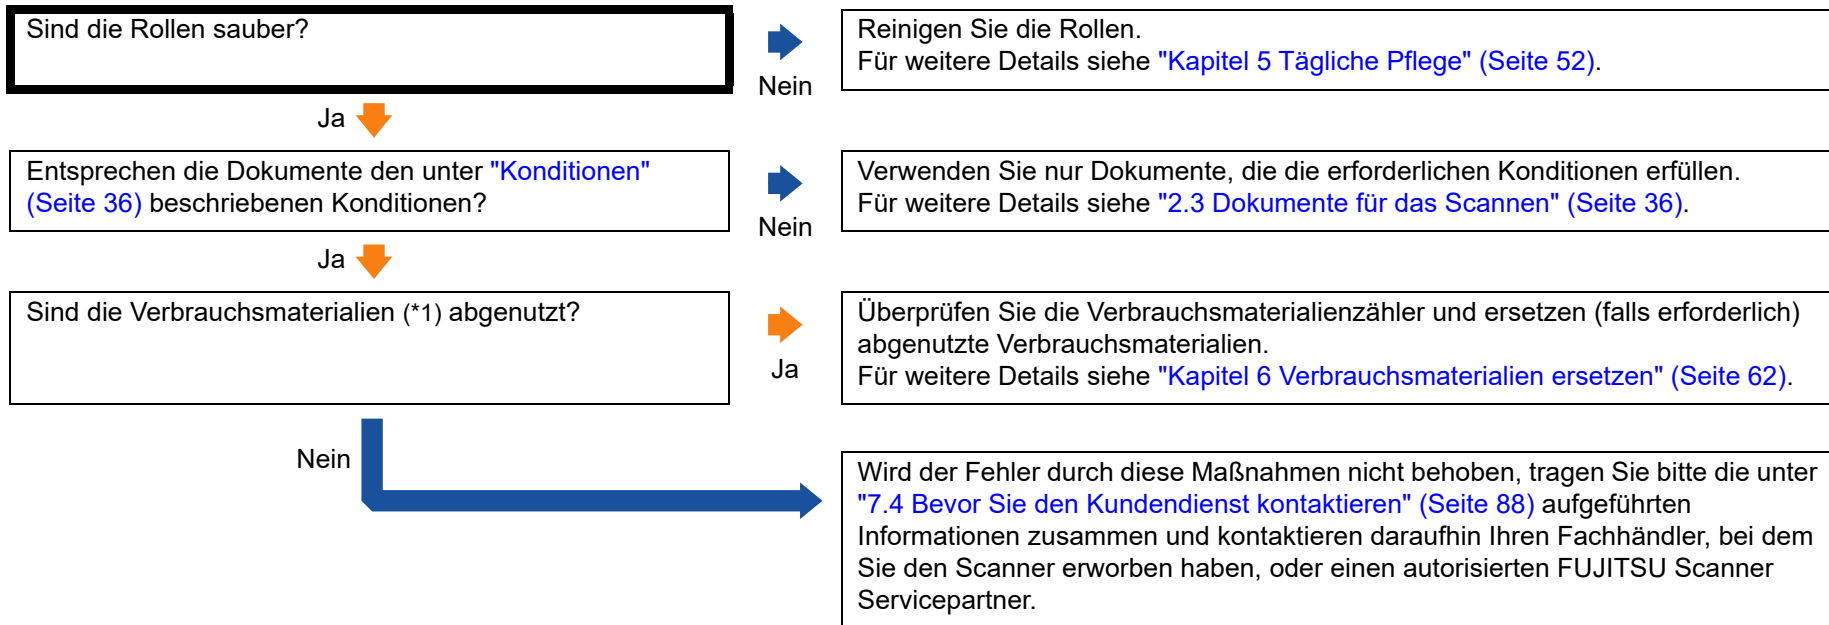 Sind die Rollen sauber?
Nein
Reinigen Sie die Rollen.
Für weitere Details siehe "Kapitel 5 Tägliche Pflege" (Seite 52).
Ja
Entsprechen die Dokumente den unter "Konditionen"
(Seite 36) beschriebenen Konditionen?
Nein
Verwenden Sie nur Dokumente, die die erforderlichen Konditionen erfüllen.
Für weitere Details siehe "2.3 Dokumente für das Scannen" (Seite 36).
Ja
Sind die Verbrauchsmaterialien (*1) abgenutzt?
Ja
Überprüfen Sie die Verbrauchsmaterialienzähler und ersetzen (falls erforderlich)
abgenutzte Verbrauchsmaterialien.
Für weitere Details siehe "Kapitel 6 Verbrauchsmaterialien ersetzen" (Seite 62).
Nein
Wird der Fehler durch diese Maßnahmen nicht behoben, tragen Sie bitte die unter
"7.4 Bevor Sie den Kundendienst kontaktieren" (Seite 88) aufgeführten
Informationen zusammen und kontaktieren daraufhin Ihren Fachhändler, bei dem
Sie den Scanner erworben haben, oder einen autorisierten FUJITSU Scanner
Servicepartner.